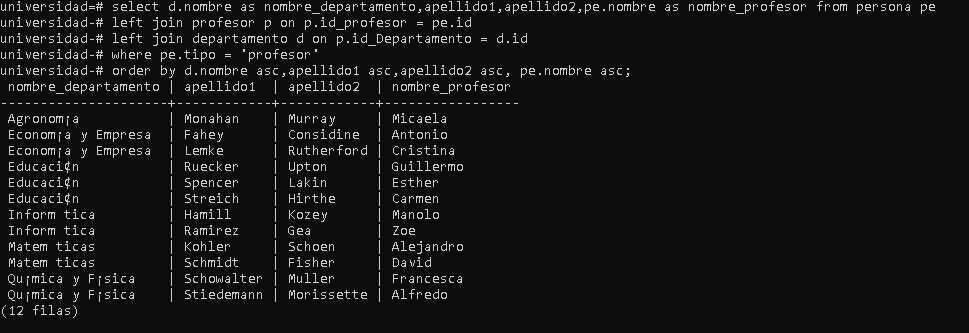 universidad=# select d.nombre as nombre_departamento,apellido1,apellido2,pe.nombre as nombre_profesor from persona pe
universidad-# left join profesor p on p.id_profesor = pe.id
universidad-# left join departamento d on p.id_Departamento = d.id
universidad-# where pe.tipo = 'profesor'
universidad-# order by d.nombre asc,apellido1 asc,apellido2 asc, pe.nombre asc;
 nombre_departamento | apellido1  | apellido2  | nombre_profesor
---------------------+------------+------------+-----------------
 Agronom¡a           | Monahan    | Murray     | Micaela
 Econom¡a y Empresa  | Fahey      | Considine  | Antonio
 Econom¡a y Empresa  | Lemke      | Rutherford | Cristina
 Educaci¢n           | Ruecker    | Upton      | Guillermo
 Educaci¢n           | Spencer    | Lakin      | Esther
 Educaci¢n           | Streich    | Hirthe     | Carmen
 Inform tica         | Hamill     | Kozey      | Manolo
 Inform tica         | Ramirez    | Gea        | Zoe
 Matem ticas         | Kohler     | Schoen     | Alejandro
 Matem ticas         | Schmidt    | Fisher     | David
 Qu¡mica y F¡sica    | Schowalter | Muller     | Francesca
 Qu¡mica y F¡sica    | Stiedemann | Morissette | Alfredo
(12 filas)